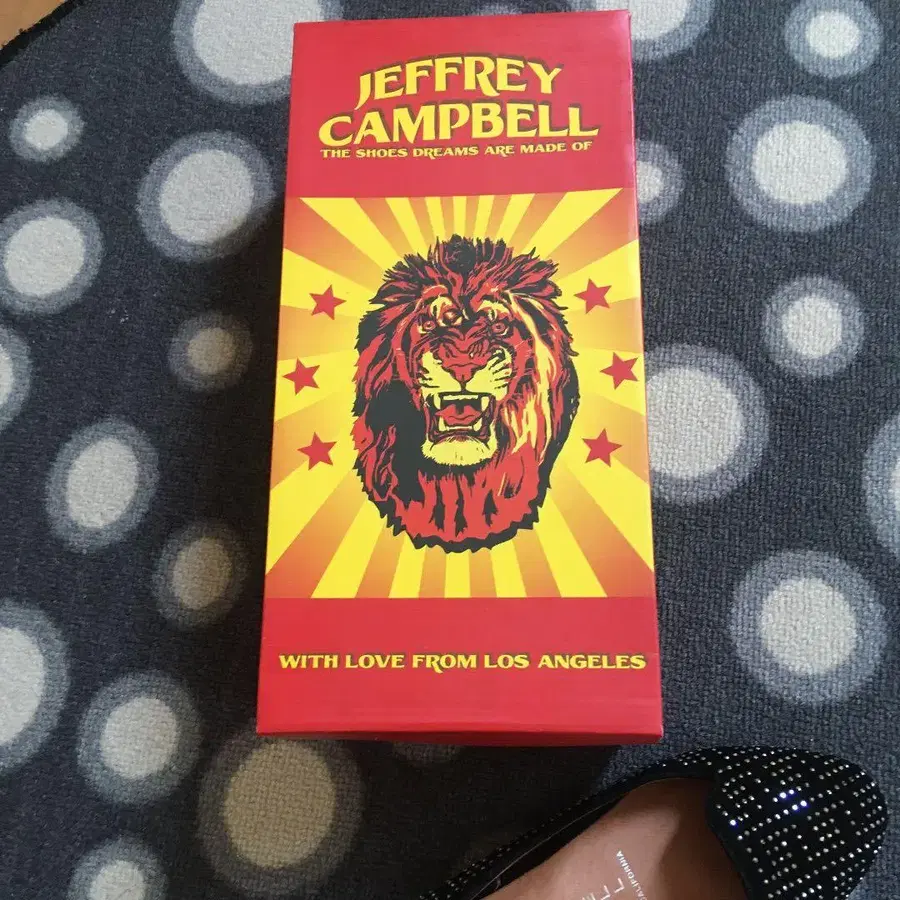 JEFFREY
CAMPBELL
THE SHOES DREAMS ARE MADE OF
WITH LOVE FROM LOS ANGELES